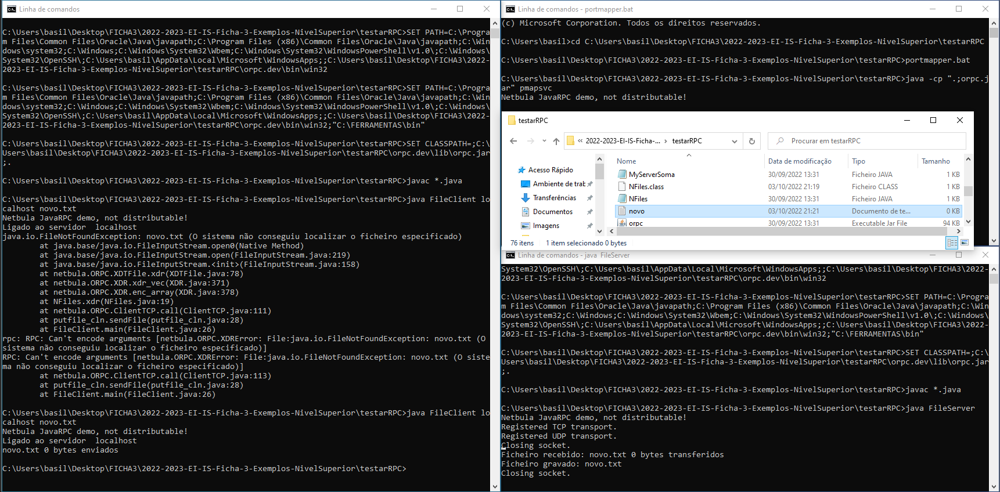 Linha de comandos
C:\Users\basil\Desktop\FICHA3\2022-2023-EI-IS-Ficha-3-Exemplos-NivelSuperior\testarRPC>SET PATH=C:\Progra
m Files\Common Files\Oracle\Java\javapath;C:\Program Files (x86)\Common Files\Oracle\Java\javapath;C:\Win
dows\system32;C:\Windows;C:\Windows\System32\Wbem;C:\Windows\System32\WindowsPowerShell\v1.0\;C:\Windows\
System32\OpenSSH\;C:\Users\basil\AppData\Local\Microsoft\WindowsApps;;C:\Users\basil\Desktop\FICHA3\2022-
2023-EI-IS-Ficha-3-Exemplos-NivelSuperior\testarRPC\orpc.dev\bin\win32
C:\Users\basil\Desktop\FICHA3\2022-2023-EI-IS-Ficha-3-Exemplos-NivelSuperior\testarRPC>SET PATH=C:\Progra
m Files\Common Files\Oracle\Java\javapath;C:\Program Files (x86)\Common Files\Oracle\Java\javapath;C:\Win
dows\system32;C:\Windows;C:\Windows\System32\Wbem;C:\Windows\System32\WindowsPowerShell\v1.0\;C:\Windows\
System32\OpenSSH\;C:\Users\basil\AppData\Local\Microsoft\WindowsApps;;C:\Users\basil\Desktop\FICHA3\2022-
2023-EI-IS-Ficha-3-Exemplos-NivelSuperior\testarRPC\orpc.dev\bin\win32;"C:\FERRAMENTAS\bin"
C:\Users\basil\Desktop\FICHA3\2022-2023-EI-IS-Ficha-3-Exemplos-NivelSuperior\testarRPC>SET CLASSPATH=;C:\
Users\basil\Desktop\FICHA3\2022-2023-EI-IS-Ficha-3-Exemplos-NivelSuperior\testarRPC\orpc.dev\lib\orpc.jar
;.
C:\Users\basil\Desktop\FICHA3\2022-2023-EI-IS-Ficha-3-Exemplos-NivelSuperior\testarRPC>javac *.java
C:\Users\basil\Desktop\FICHA3\2022-2023-EI-IS-Ficha-3-Exemplos-NivelSuperior\testarRPC>java FileClient lo
calhost novo.txt
Netbula JavaRPC demo, not distributable!
Ligado ao servidor  localhost
java.io.FileNotFoundException: novo.txt (O sistema não conseguiu localizar o ficheiro especificado)
at java.base/java.io.FileInputStream.open0(Native Method)
at java.base/java.io.FileInputStream.open(FileInputStream.java:219)
at java.base/java.io.FileInputStream.<init>(FileInputStream.java:158)
at netbula.ORPC.XDTFile.xdr(XDTFile.java:78)
at netbula.ORPC.XDR.xdr_vec(XDR.java:371)
at netbula.ORPC.XDR.enc_array(XDR.java:378)
at NFiles.xdr(NFiles.java:19)
at netbula.ORPC.ClientTCP.call(ClientTCP.java:111)
at putfile_cln.sendFile(putfile_cln.java:28)
at FileClient.main(FileClient.java:26)
rpc: RPC: Can't encode arguments [netbula.ORPC.XDRError: File:java.io.FileNotFoundException: novo.txt (O
sistema não conseguiu localizar o ficheiro especificado)]
RPC: Can't encode arguments [netbula.ORPC.XDRError: File:java.io.FileNotFoundException: novo.txt (O siste
ma não conseguiu localizar o ficheiro especificado)]
at netbula.ORPC.ClientTCP.call(ClientTCP.java:113)
at putfile_cln.sendFile(putfile_cln.java:28)
at FileClient.main(FileClient.java:26)
C:\Users\basil\Desktop\FICHA3\2022-2023-EI-IS-Ficha-3-Exemplos-NivelSuperior\testarRPC>java FileClient lo
calhost novo.txt
Netbula JavaRPC demo, not distributable!
Ligado ao servidor  localhost
novo.txt 0 bytes enviados
C:\Users\basil\Desktop\FICHA3\2022-2023-EI-IS-Ficha-3-Exemplos-NivelSuperior\testarRPC>
Linha de comandos - portmapper.bat
(c) Microsoft Corporation. Todos os direitos reservados.
C:\Users\basil>cd C:\Users\basil\Desktop\FICHA3\2022-2023-EI-IS-Ficha-3-Exemplos-NivelSuperior\testarRPC
C:\Users\basil\Desktop\FICHA3\2022-2023-EI-IS-Ficha-3-Exemplos-NivelSuperior\testarRPC>portmapper.bat
C:\Users\basil\Desktop\FICHA3\2022-2023-EI-IS-Ficha-3-Exemplos-NivelSuperior\testarRPC>java -cp ".;orpc.j
ar" pmapsvc
Netbula JavaRPC demo, not distributable!
testarRPC
« 2022-2023-EI-IS-Ficha-... › testarRPC
Procurar em testarRPC
Acesso Rápido
Ambiente de trab
Transferências
Documentos
Imagens
Nome Data de modificação Tipo Tamanho
MyServerSoma 30/09/2022 13:31 Ficheiro JAVA 1 KB
NFiles.class 03/10/2022 21:19 Ficheiro CLASS 1 KB
NFiles 30/09/2022 13:31 Ficheiro JAVA 1 KB
novo 03/10/2022 21:21 Documento de te... 0 KB
orpc 30/09/2022 13:31 Executable Jar File 94 KB
76 itens 1 item selecionado 0 bytes
Linha de comandos - java  FileServer
System32\OpenSSH\;C:\Users\basil\AppData\Local\Microsoft\WindowsApps;;C:\Users\basil\Desktop\FICHA3\2022-
2023-EI-IS-Ficha-3-Exemplos-NivelSuperior\testarRPC\orpc.dev\bin\win32
C:\Users\basil\Desktop\FICHA3\2022-2023-EI-IS-Ficha-3-Exemplos-NivelSuperior\testarRPC>SET PATH=C:\Progra
m Files\Common Files\Oracle\Java\javapath;C:\Program Files (x86)\Common Files\Oracle\Java\javapath;C:\Win
dows\system32;C:\Windows;C:\Windows\System32\Wbem;C:\Windows\System32\WindowsPowerShell\v1.0\;C:\Windows\
System32\OpenSSH\;C:\Users\basil\AppData\Local\Microsoft\WindowsApps;;C:\Users\basil\Desktop\FICHA3\2022-
2023-EI-IS-Ficha-3-Exemplos-NivelSuperior\testarRPC\orpc.dev\bin\win32;"C:\FERRAMENTAS\bin"
C:\Users\basil\Desktop\FICHA3\2022-2023-EI-IS-Ficha-3-Exemplos-NivelSuperior\testarRPC>SET CLASSPATH=;C:\
Users\basil\Desktop\FICHA3\2022-2023-EI-IS-Ficha-3-Exemplos-NivelSuperior\testarRPC\orpc.dev\lib\orpc.jar
;.
C:\Users\basil\Desktop\FICHA3\2022-2023-EI-IS-Ficha-3-Exemplos-NivelSuperior\testarRPC>javac *.java
C:\Users\basil\Desktop\FICHA3\2022-2023-EI-IS-Ficha-3-Exemplos-NivelSuperior\testarRPC>java FileServer
Netbula JavaRPC demo, not distributable!
Registered TCP transport.
Registered UDP transport.
Closing socket.
Ficheiro recebido: novo.txt 0 bytes transferidos
Ficheiro gravado: novo.txt
Closing socket.